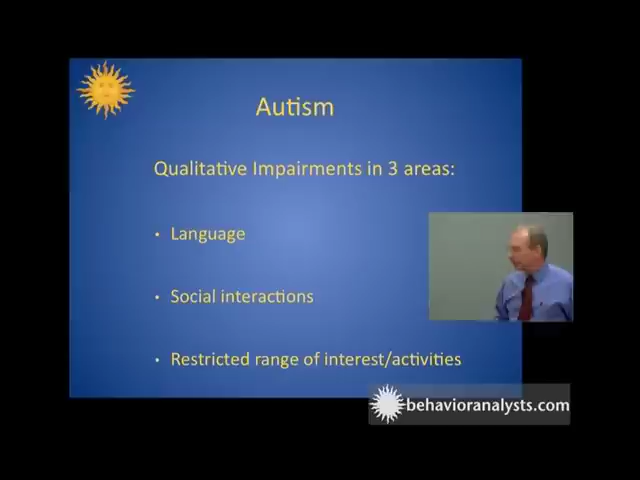 Autism
Qualitative Impairments in 3 areas:
• Language
• Social interactions
• Restricted range of interest/activities
behavioranalysts.com